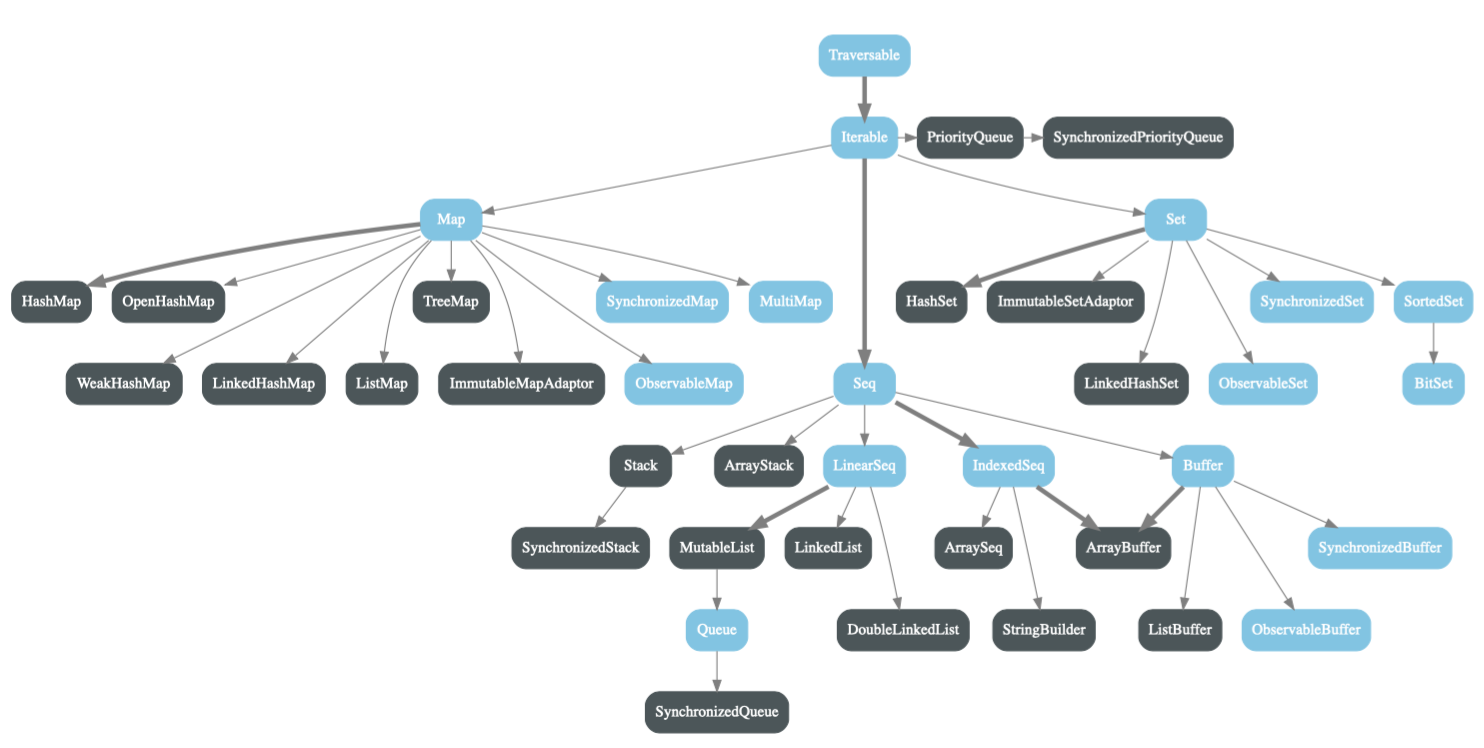 Traversable
Iterable
PriorityQueue
SynchronizedPriorityQueue
Map
Set
HashMap
OpenHashMap
TreeMap
SynchronizedMap
MultiMap
HashSet
ImmutableSetAdaptor
SynchronizedSet
SortedSet
WeakHashMap
LinkedHashMap
ListMap
ImmutableMapAdaptor
ObservableMap
Seq
LinkedHashSet
ObservableSet
BitSet
Stack
ArrayStack
LinearSeq
IndexedSeq
Buffer
SynchronizedStack
MutableList
LinkedList
ArraySeq
ArrayBuffer
SynchronizedBuffer
Queue
DoubleLinkedList
StringBuilder
ListBuffer
ObservableBuffer
SynchronizedQueue